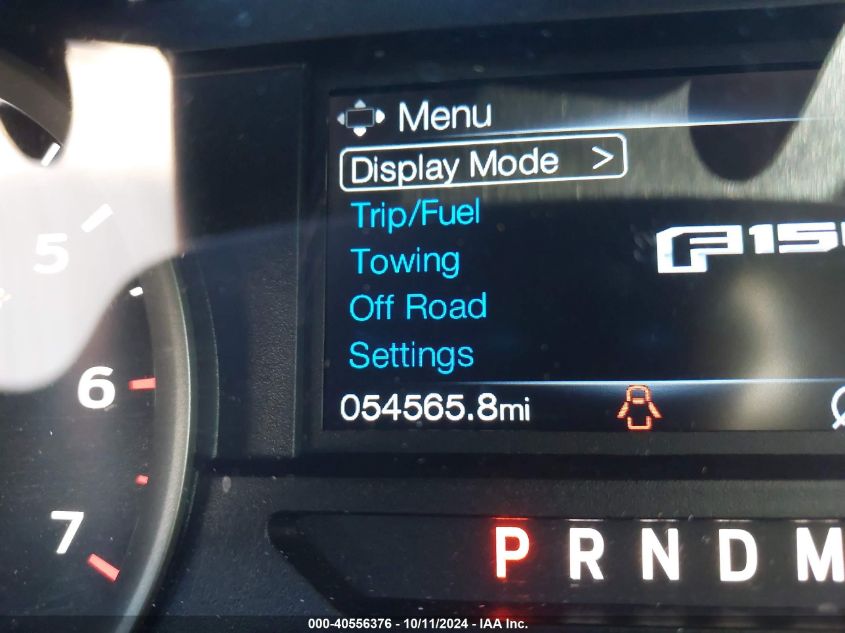 Menu
Display Mode >
Trip/Fuel
Towing
Off Road
Settings
F15
054565.8mi
5
6
7
P R N D M
000-40556376 - 10/11/2024 - IAA Inc.